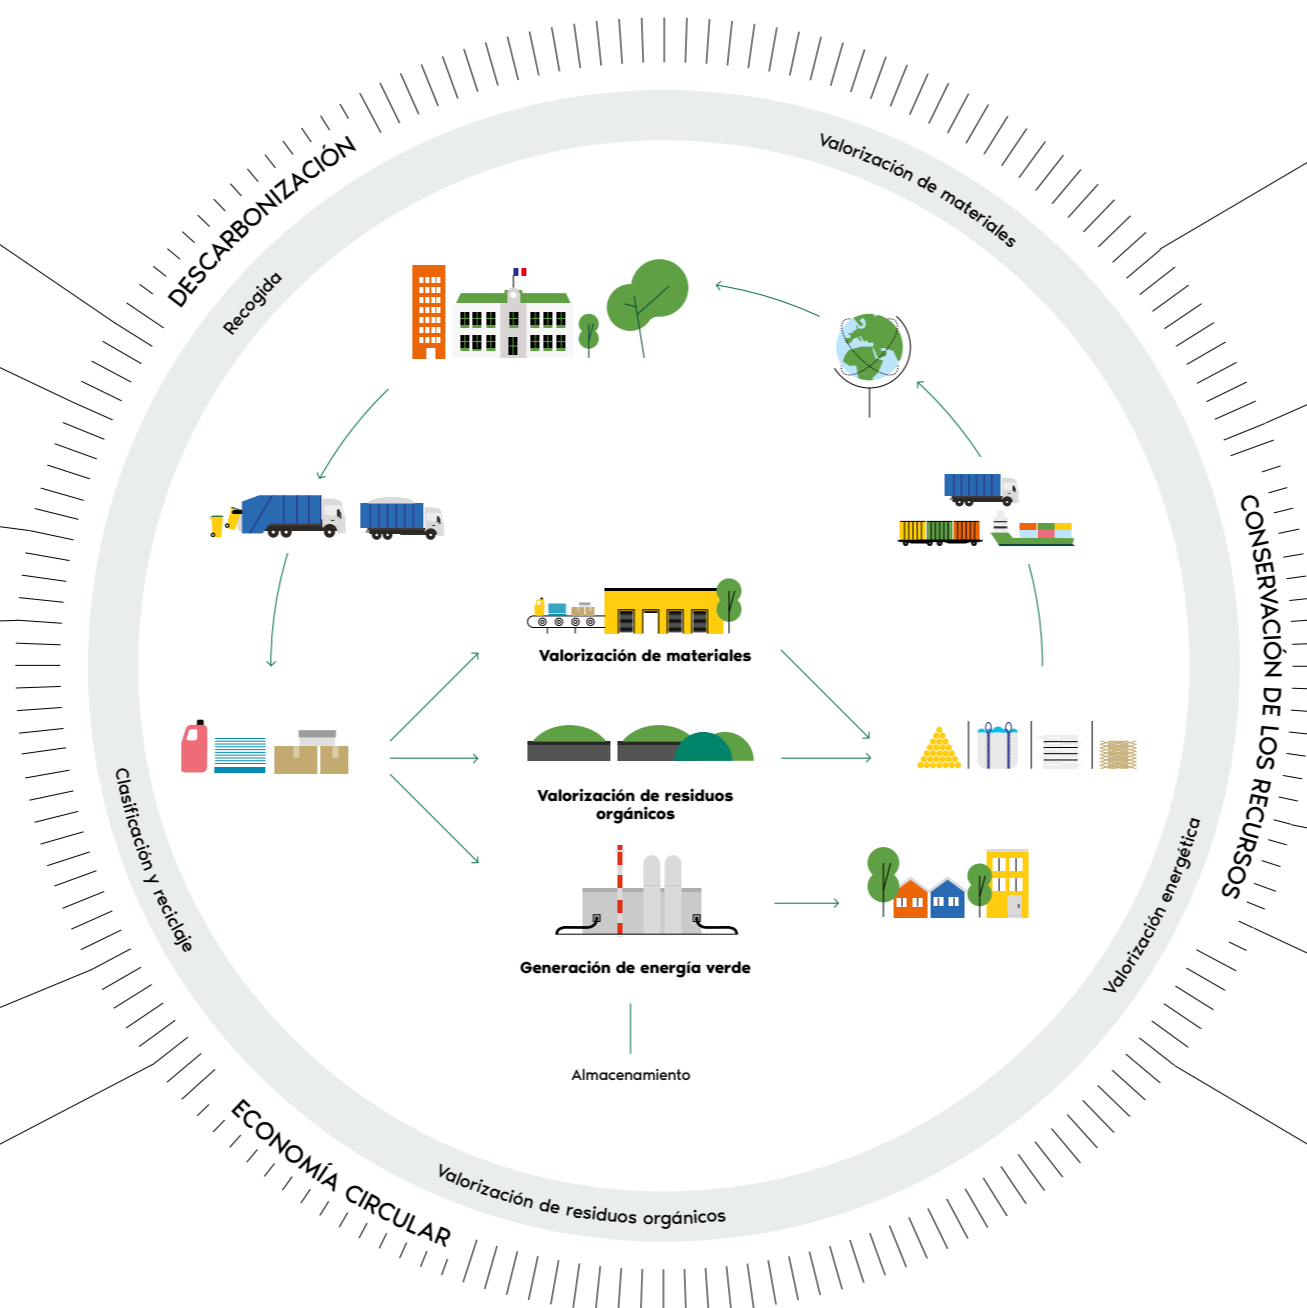 DESCARBONIZACIÓN
Recogida
Valorización de materiales
CONSERVACIÓN DE LOS RECURSOS
Valorización de materiales
Valorización de residuos
orgánicos
Generación de energía verde
Almacenamiento
Clasificación y reciclaje
Valorización energética
ECONOMÍA CIRCULAR
Valorización de residuos orgánicos